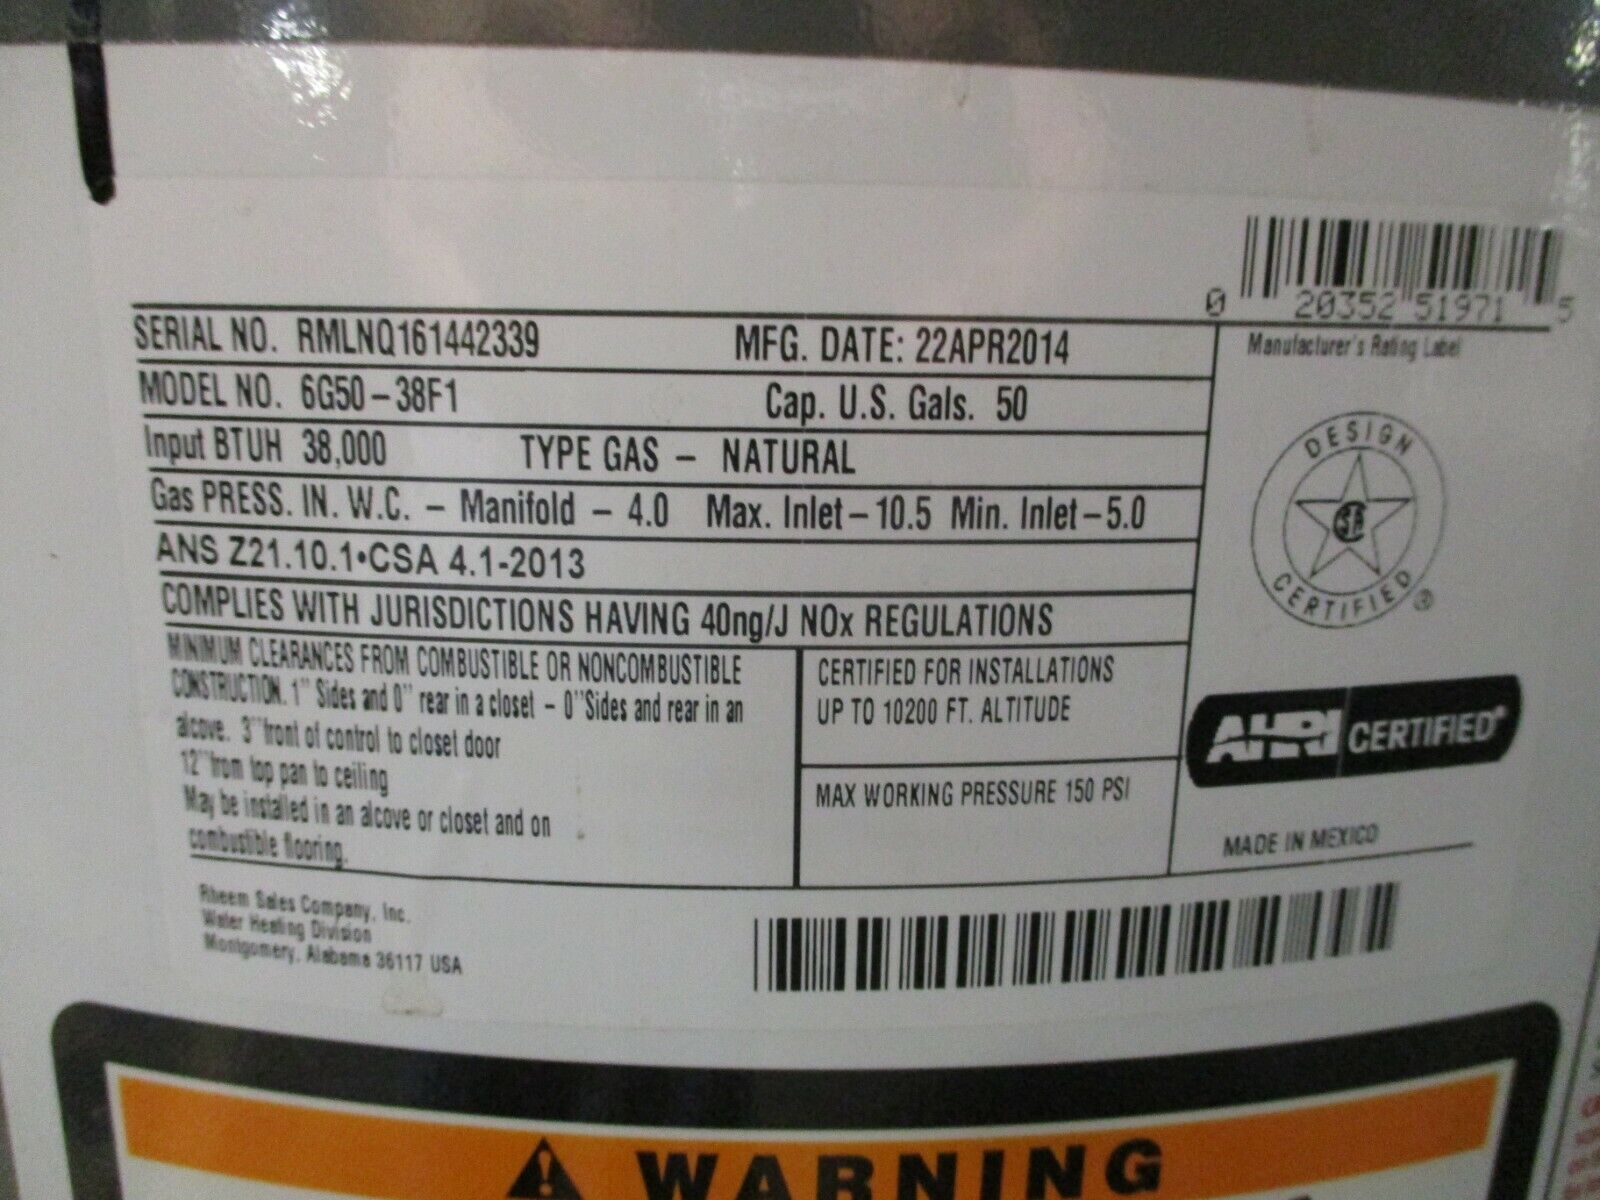 0 20352 51971 5
SERIAL NO. RMLNQ161442339 MFG. DATE: 22APR2014
Manufacturer's Rating Label
MODEL NO. 6G50-38F1 Cap. U.S. Gals. 50
Input BTUH 38,000 TYPE GAS - NATURAL
Gas PRESS. IN. W.C. - Manifold - 4.0 Max. Inlet-10.5 Min. Inlet-5.0
ANS Z21.10.1•CSA 4.1-2013
COMPLIES WITH JURISDICTIONS HAVING 40ng/J NOx REGULATIONS
MINIMUM CLEARANCES FROM COMBUSTIBLE OR NONCOMBUSTIBLE
CONSTRUCTION. 1" Sides and 0" rear in a closet - 0"Sides and rear in an
alcove. 3"front of control to closet door
12"from top pan to ceiling
May be installed in an alcove or closet and on
combustible flooring.
CERTIFIED FOR INSTALLATIONS
UP TO 10200 FT. ALTITUDE
MAX WORKING PRESSURE 150 PSI
DESIGN
CERTIFIED ®
AHRI CERTIFIED
MADE IN MEXICO
Rheem Sales Company, Inc.
Water Heating Division
Montgomery, Alabama 36117 USA
WARNING